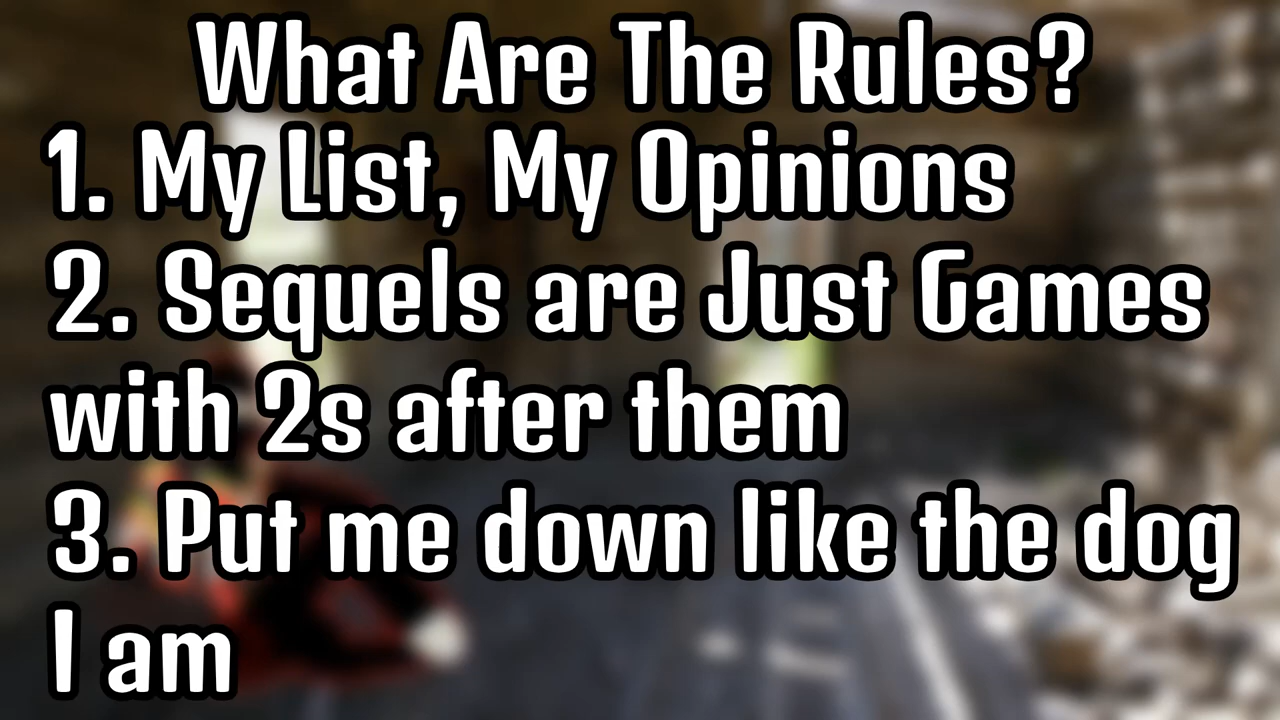 What Are The Rules?
1. My List, My Opinions
2. Sequels are Just Games
with 2s after them
3. Put me down like the dog
I am